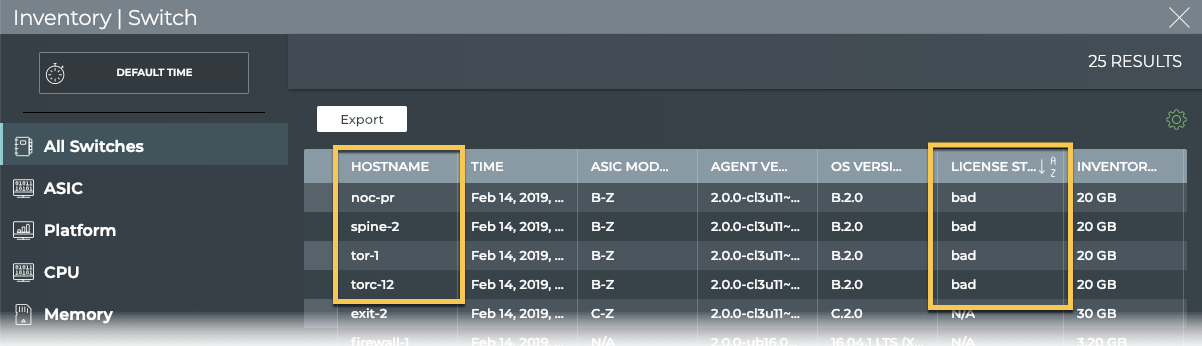 Inventory | Switch
DEFAULT TIME
25 RESULTS
Export
All Switches
ASIC
Platform
CPU
Memory
HOSTNAME TIME ASIC MOD... AGENT VE... OS VERSI... LICENSE ST... A Z INVENTOR...
noc-pr Feb 14, 2019, ... B-Z 2.0.0-cl3u11~... B.2.0 bad 20 GB
spine-2 Feb 14, 2019, ... B-Z 2.0.0-cl3u11~... B.2.0 bad 20 GB
tor-1 Feb 14, 2019, ... B-Z 2.0.0-cl3u11~... B.2.0 bad 20 GB
torc-12 Feb 14, 2019, ... B-Z 2.0.0-cl3u11~... B.2.0 bad 20 GB
exit-2 Feb 14, 2019, ... C-Z 2.0.0-cl3u11~... C.2.0 N/A 30 GB
firewall-1 Feb 14, 2019, ... N/A 2.0.0-ub16.0... 16.04.1 LTS (X... N/A 3.20 GB